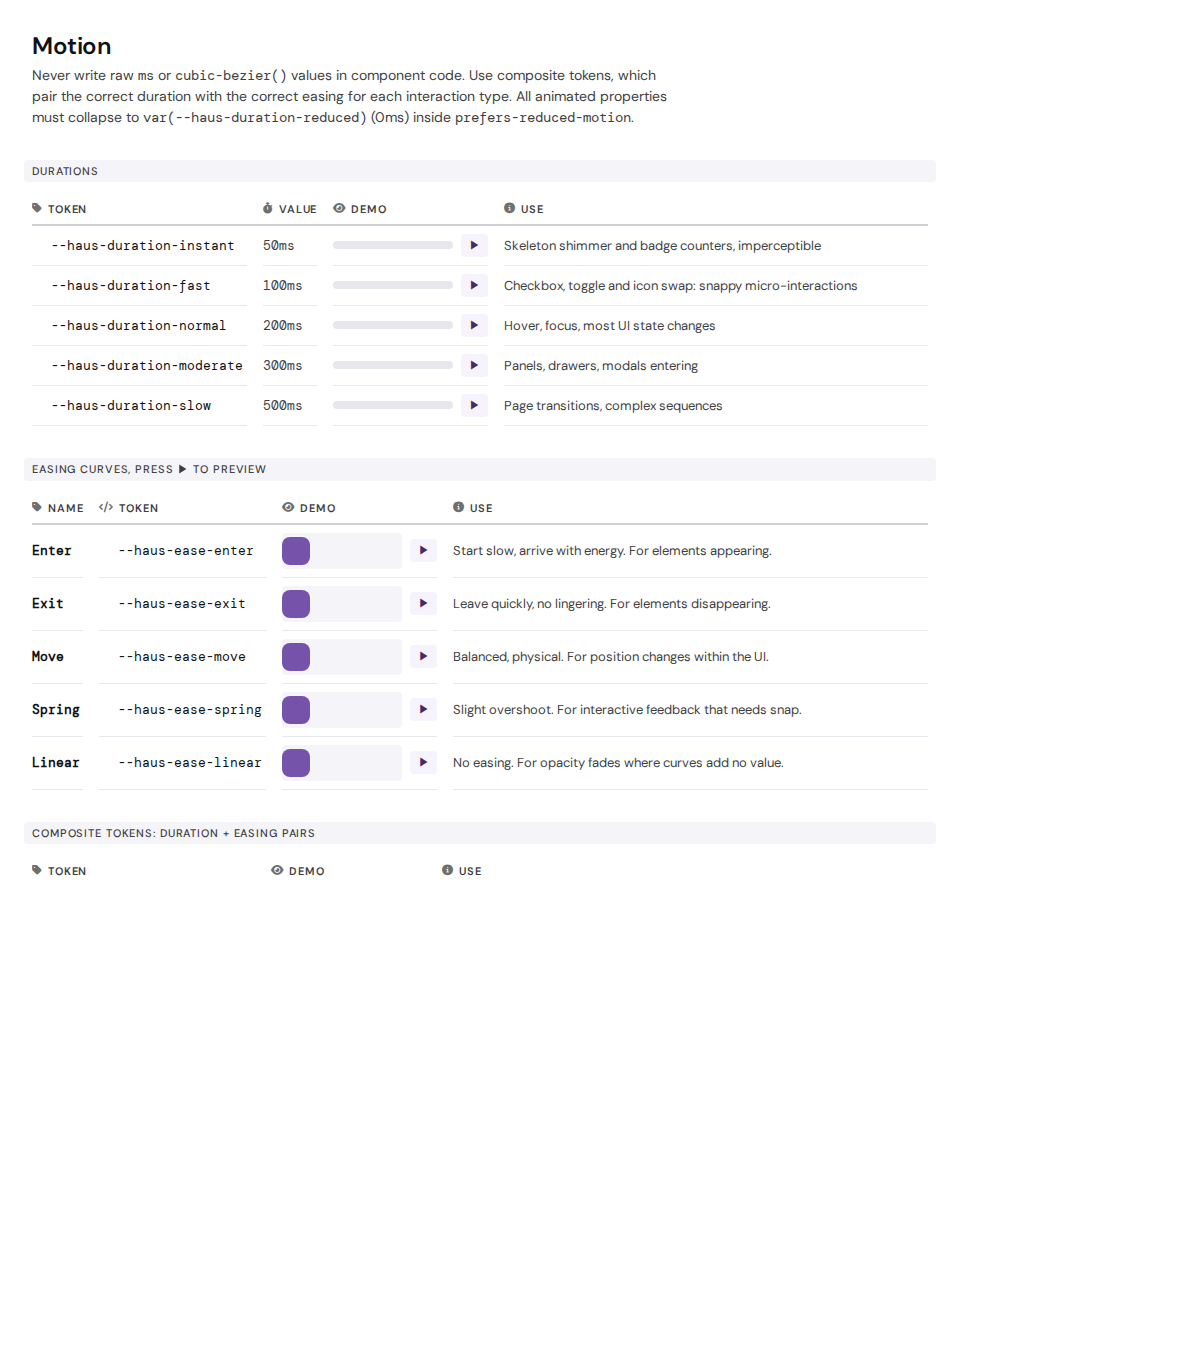 Motion
Never write raw ms or cubic-bezier() values in component code. Use composite tokens, which
pair the correct duration with the correct easing for each interaction type. All animated properties
must collapse to var(--haus-duration-reduced) (0ms) inside prefers-reduced-motion.
DURATIONS
TOKEN VALUE DEMO USE
--haus-duration-instant 50ms Skeleton shimmer and badge counters, imperceptible
--haus-duration-fast 100ms Checkbox, toggle and icon swap: snappy micro-interactions
--haus-duration-normal 200ms Hover, focus, most UI state changes
--haus-duration-moderate 300ms Panels, drawers, modals entering
--haus-duration-slow 500ms Page transitions, complex sequences
EASING CURVES, PRESS ▶ TO PREVIEW
NAME TOKEN DEMO USE
Enter --haus-ease-enter Start slow, arrive with energy. For elements appearing.
Exit --haus-ease-exit Leave quickly, no lingering. For elements disappearing.
Move --haus-ease-move Balanced, physical. For position changes within the UI.
Spring --haus-ease-spring Slight overshoot. For interactive feedback that needs snap.
Linear --haus-ease-linear No easing. For opacity fades where curves add no value.
COMPOSITE TOKENS: DURATION + EASING PAIRS
TOKEN DEMO USE